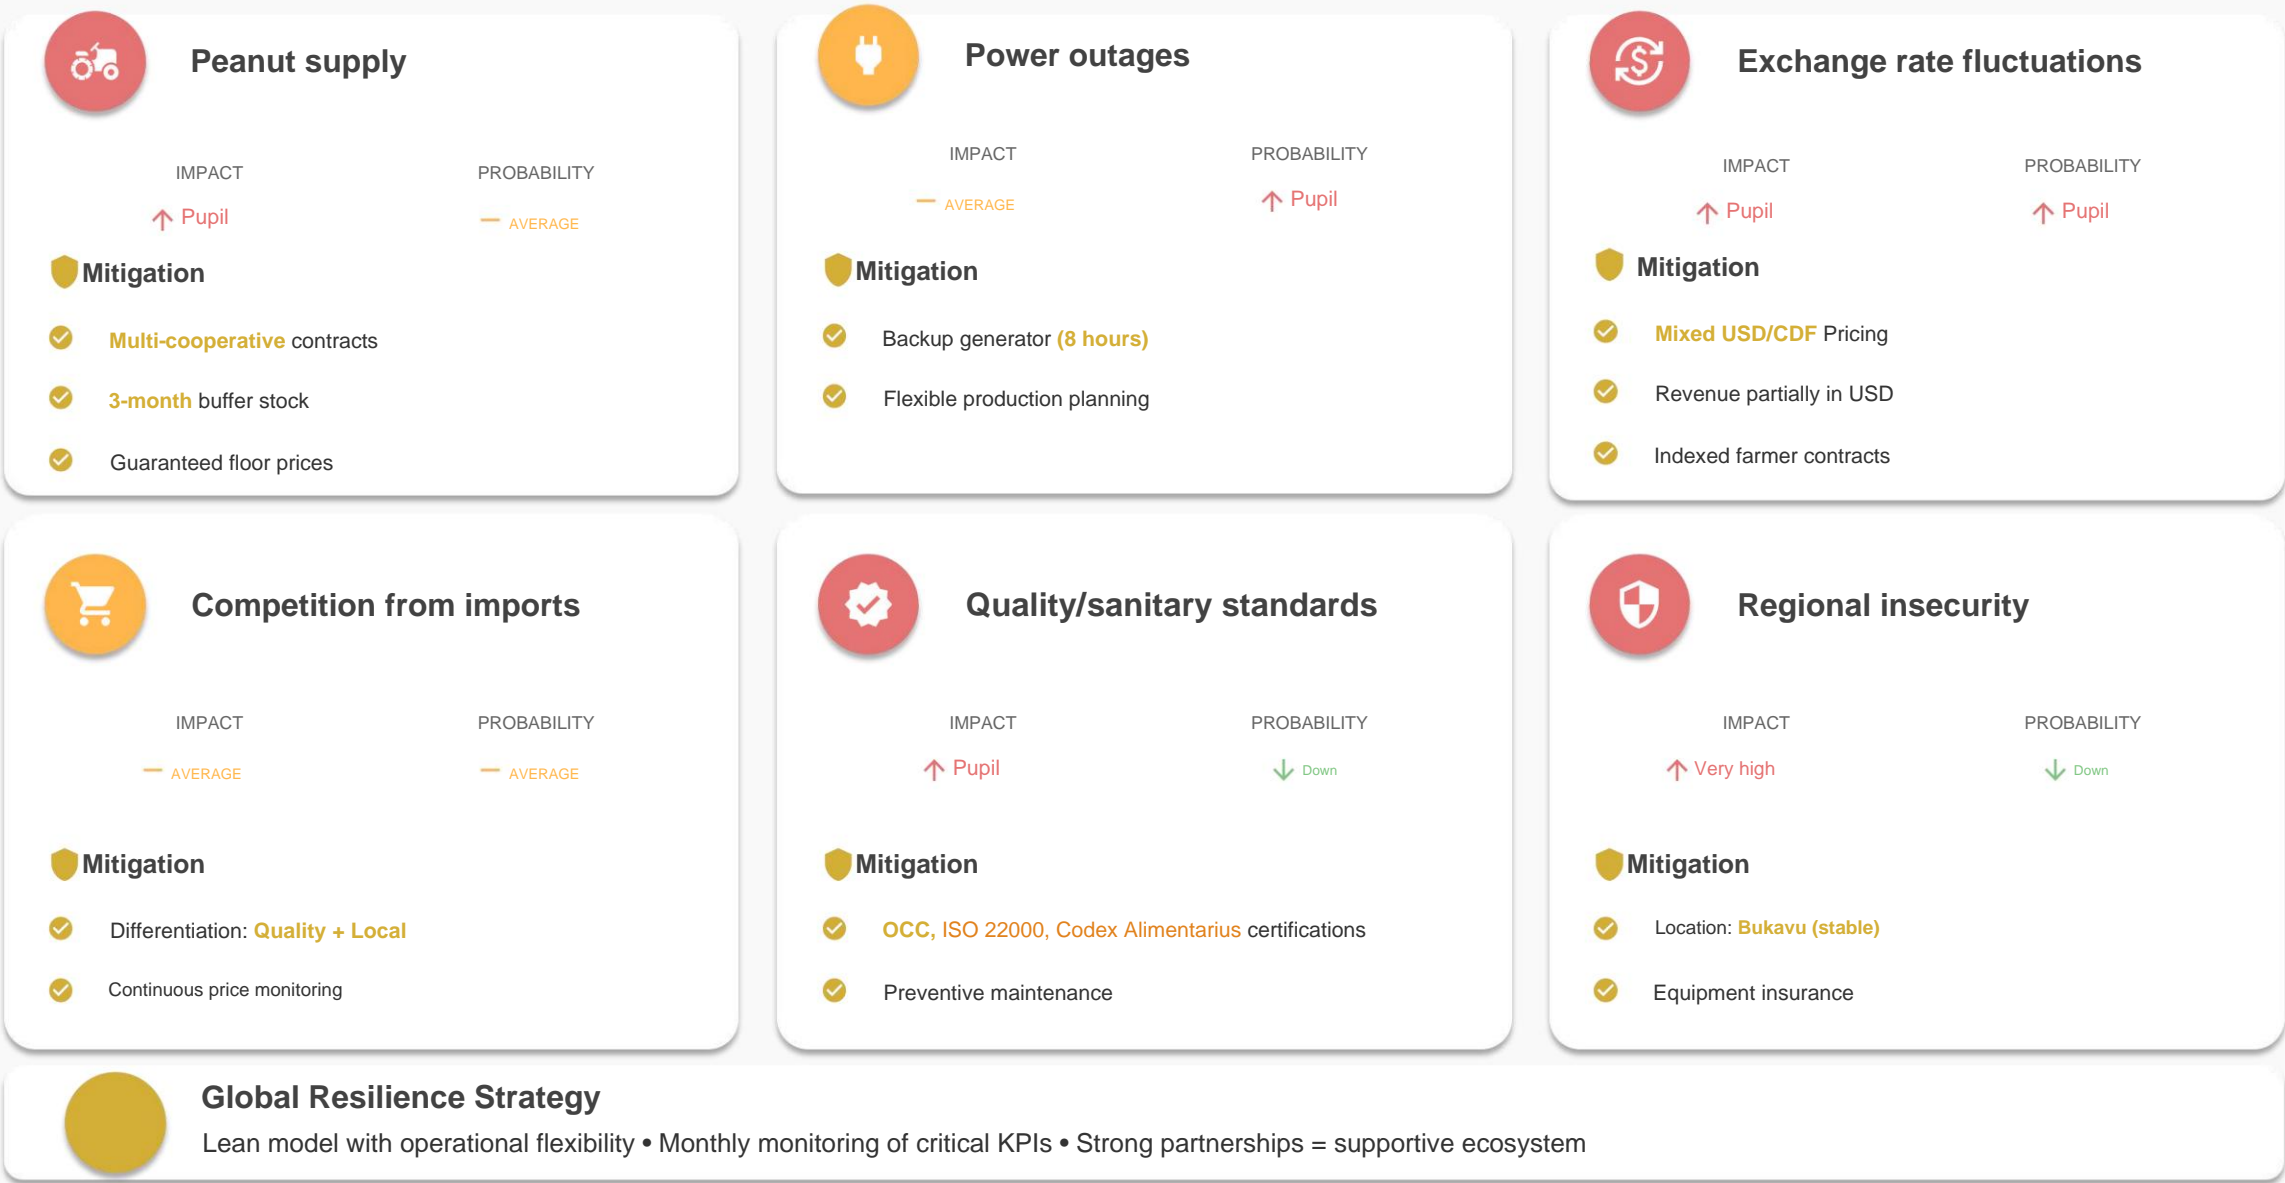 Peanut supply
IMPACT
PROBABILITY
Pupil
AVERAGE
Mitigation
Multi-cooperative contracts
3-month buffer stock
Guaranteed floor prices
Power outages
IMPACT
PROBABILITY
AVERAGE
Pupil
Mitigation
Backup generator (8 hours)
Flexible production planning
Exchange rate fluctuations
IMPACT
PROBABILITY
Pupil
Pupil
Mitigation
Mixed USD/CDF Pricing
Revenue partially in USD
Indexed farmer contracts
Competition from imports
IMPACT
PROBABILITY
AVERAGE
AVERAGE
Mitigation
Differentiation: Quality + Local
Continuous price monitoring
Quality/sanitary standards
IMPACT
PROBABILITY
Pupil
Down
Mitigation
OCC, ISO 22000, Codex Alimentarius certifications
Preventive maintenance
Regional insecurity
IMPACT
PROBABILITY
Very high
Down
Mitigation
Location: Bukavu (stable)
Equipment insurance
Global Resilience Strategy
Lean model with operational flexibility • Monthly monitoring of critical KPIs • Strong partnerships = supportive ecosystem